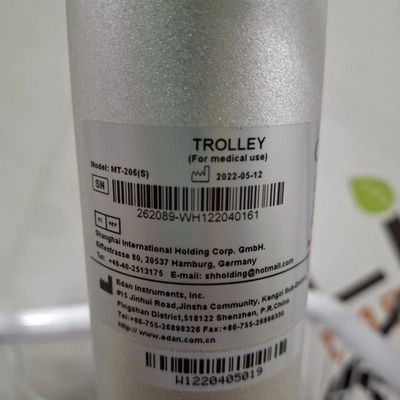 TROLLEY
(For medical use)
Model: MT-206(S)
2022-05-12
SN
262089-WH122040161
EC REP
Shanghai International Holding Corp. GmbH.
Eiffestrasse 80, 20537 Hamburg, Germany
Tel: +49-40-2513175 E-mail: shholding@hotmail.com
Edan Instruments, Inc.
#15 Jinhui Road,Jinsha Community, Kengzi Sub-District
Pingshan District,518122 Shenzhen, P.R.China
Tel:+86-755-26898326 Fax:+86-755-26898330
http://www.edan.com.cn
W1220405019